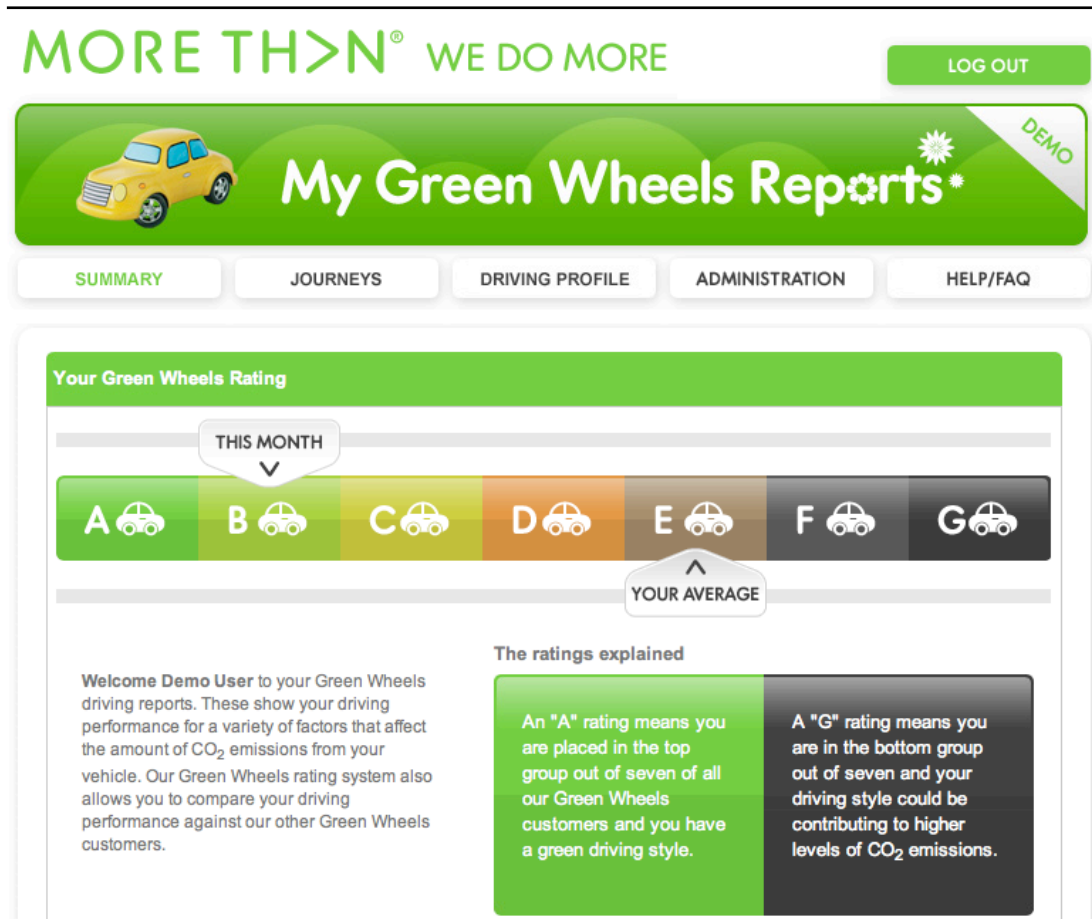 MORE TH>N® WE DO MORE
LOG OUT
DEMO
My Green Wheels Reports
SUMMARY
JOURNEYS
DRIVING PROFILE
ADMINISTRATION
HELP/FAQ
Your Green Wheels Rating
THIS MONTH
A
B
C
D
E
F
G
YOUR AVERAGE
Welcome Demo User to your Green Wheels
driving reports. These show your driving
performance for a variety of factors that affect
the amount of CO₂ emissions from your
vehicle. Our Green Wheels rating system also
allows you to compare your driving
performance against our other Green Wheels
customers.
The ratings explained
An "A" rating means you
are placed in the top
group out of seven of all
our Green Wheels
customers and you have
a green driving style.
A "G" rating means you
are in the bottom group
out of seven and your
driving style could be
contributing to higher
levels of CO₂ emissions.